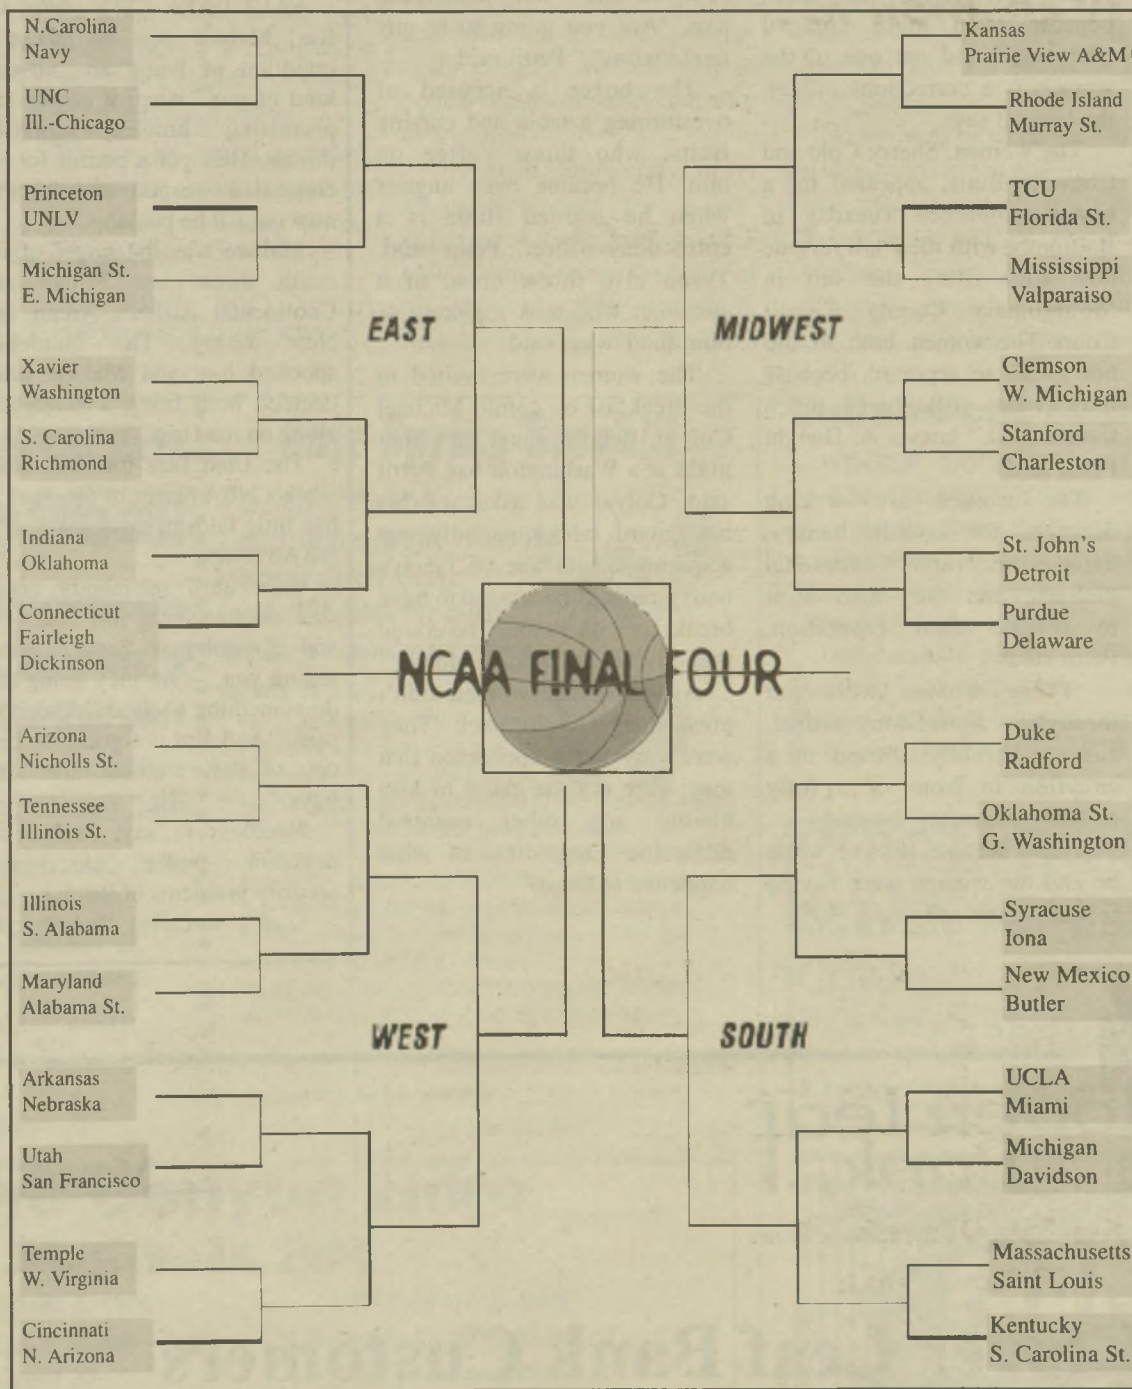 N.Carolina
Navy
UNC
Ill.-Chicago
Princeton
UNLV
Michigan St.
E. Michigan
EAST
Xavier
Washington
S. Carolina
Richmond
Indiana
Oklahoma
Connecticut
Fairleigh
Dickinson
Kansas
Prairie View A&M
Rhode Island
Murray St.
TCU
Florida St.
Mississippi
Valparaiso
MIDWEST
Clemson
W. Michigan
Stanford
Charleston
St. John's
Detroit
Purdue
Delaware
NCAA FINAL FOUR
Arizona
Nicholls St.
Tennessee
Illinois St.
Illinois
S. Alabama
Maryland
Alabama St.
WEST
Arkansas
Nebraska
Utah
San Francisco
Temple
W. Virginia
Cincinnati
N. Arizona
Duke
Radford
Oklahoma St.
G. Washington
Syracuse
Iona
New Mexico
Butler
SOUTH
UCLA
Miami
Michigan
Davidson
Massachusetts
Saint Louis
Kentucky
S. Carolina St.